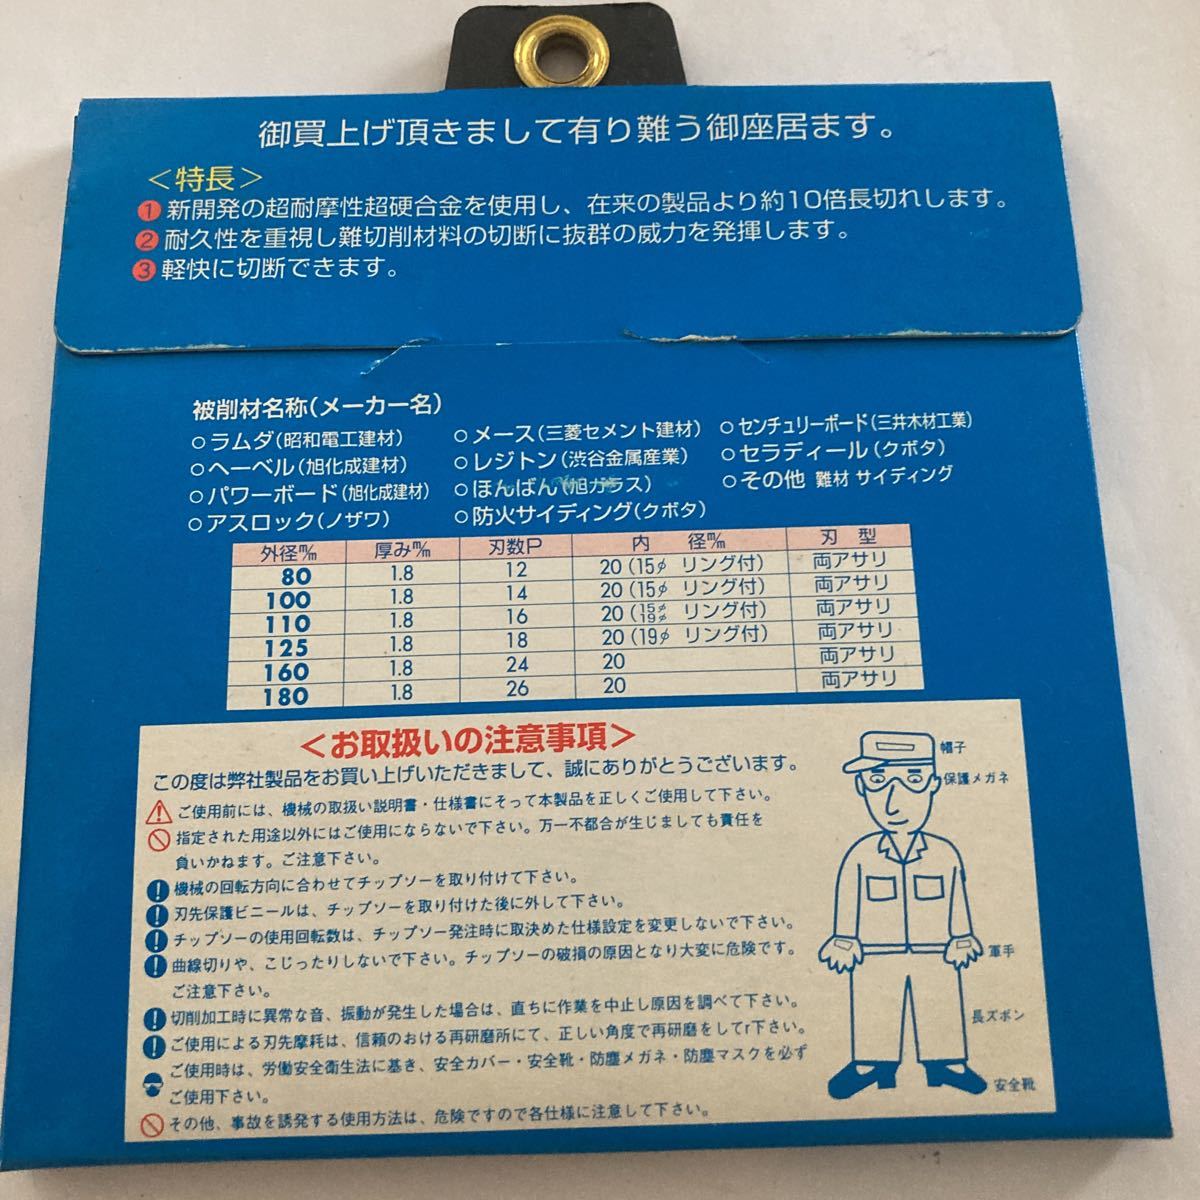 御買上げ頂きまして有り難う御座居ます。
＜特長＞
❶新開発の超耐摩性超硬合金を使用し、在来の製品より約10倍長切れします。
❷耐久性を重視し難切削材料の切断に抜群の威力を発揮します。
❸軽快に切断できます。
被削材名称(メーカー名)
○ラムダ(昭和電工建材)
○ヘーベル(旭化成建材)
○パワーボード(旭化成建材)
○アスロック(ノザワ)
○メース(三菱セメント建材)
○レジトン(渋谷金属産業)
○ほんばん(旭ガラス)
○防火サイディング(クボタ)
○センチュリーボード(三井木材工業)
○セラディール(クボタ)
○その他 難材 サイディング
外径m/m 厚みm/m 刃数P 内 径m/m 刃 型
80 1.8 12 20(15φ リング付) 両アサリ
100 1.8 14 20(15φ リング付) 両アサリ
110 1.8 16 20(15φ 19φ リング付) 両アサリ
125 1.8 18 20(19φ リング付) 両アサリ
160 1.8 24 20 両アサリ
180 1.8 26 20 両アサリ
＜お取扱いの注意事項＞
この度は弊社製品をお買い上げいただきまして、誠にありがとうございます。
ご使用前には、機械の取扱い説明書・仕様書にそって本製品を正しくご使用して下さい。
指定された用途以外にはご使用にならないで下さい。万一不都合が生じましても責任を
負いかねます。ご注意下さい。
機械の回転方向に合わせてチップソーを取り付けて下さい。
刃先保護ビニールは、チップソーを取り付けた後に外して下さい。
チップソーの使用回転数は、チップソー発注時に取決めた仕様設定を変更しないで下さい。
曲線切りや、こじったりしないで下さい。チップソーの破損の原因となり大変に危険です。
ご注意下さい。
切削加工時に異常な音、振動が発生した場合は、直ちに作業を中止し原因を調べて下さい。
ご使用による刃先摩耗は、信頼のおける再研磨所にて、正しい角度で再研磨をしてr下さい。
ご使用時は、労働安全衛生法に基き、安全カバー・安全靴・防塵メガネ・防塵マスクを必ず
ご使用下さい。
その他、事故を誘発する使用方法は、危険ですので各仕様に注意して下さい。
帽子
保護メガネ
軍手
長ズボン
安全靴